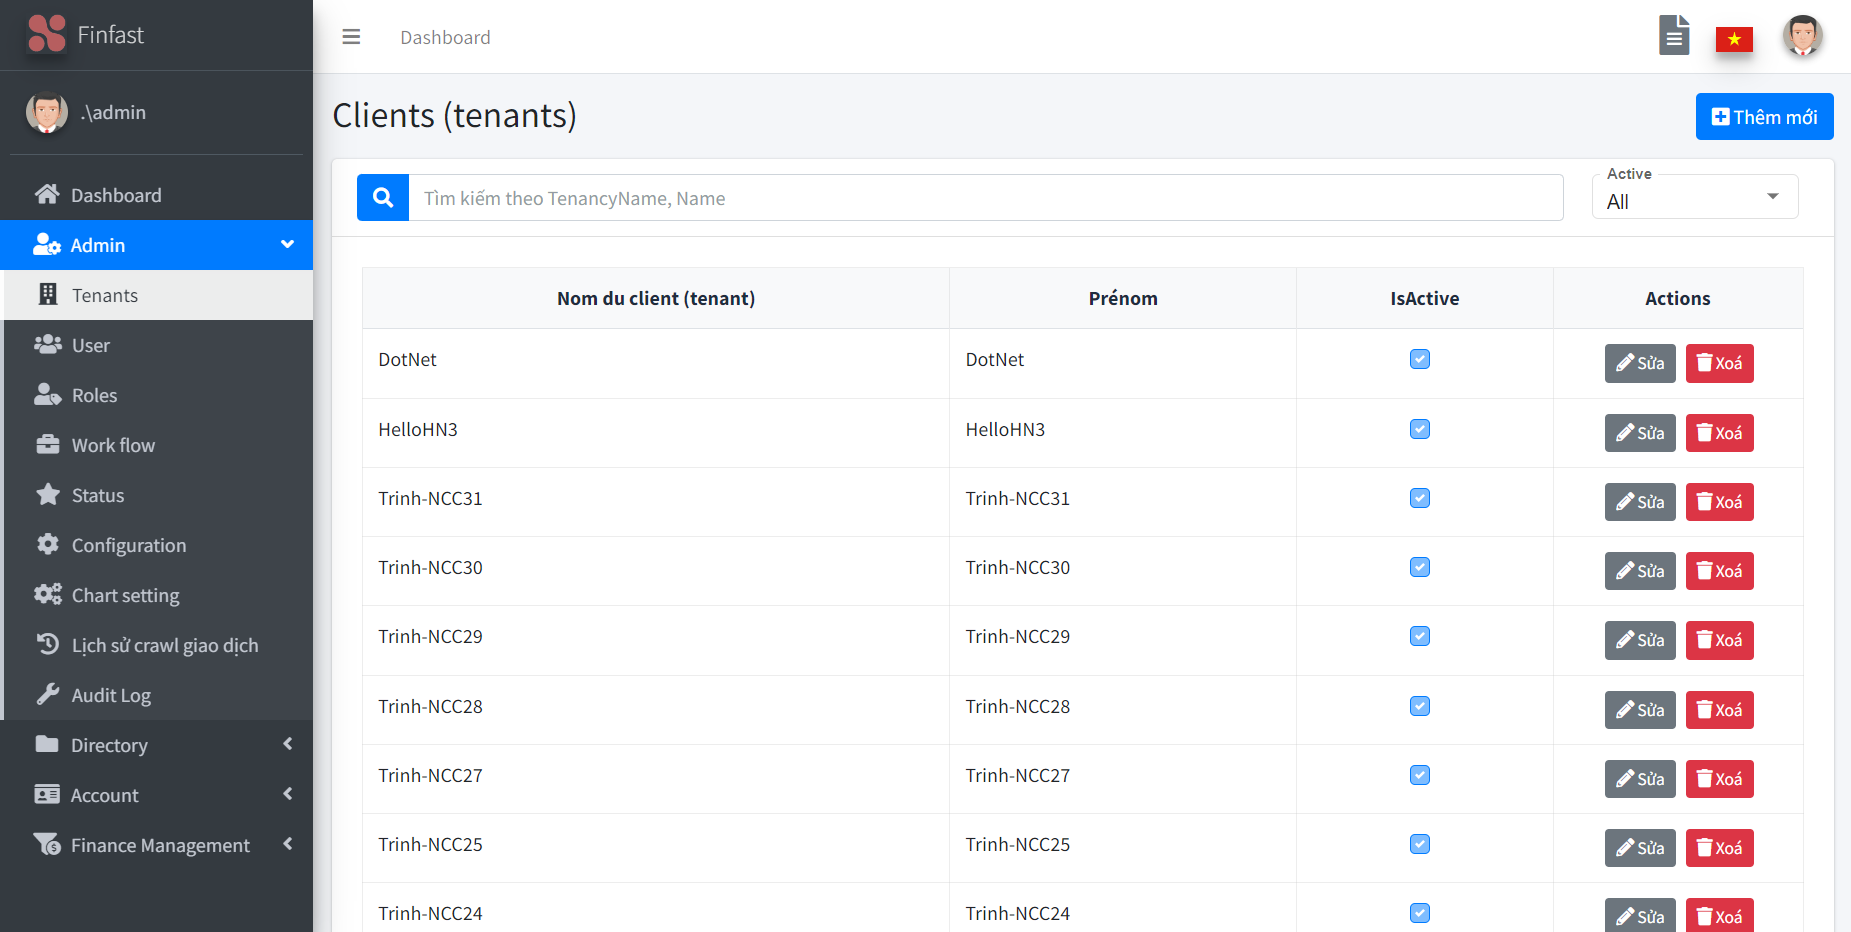 Finfast
.\admin
Dashboard
Admin
Tenants
User
Roles
Work flow
Status
Configuration
Chart setting
Lịch sử crawl giao dịch
Audit Log
Directory
Account
Finance Management
Dashboard
Clients (tenants)
Thêm mới
Tìm kiếm theo TenancyName, Name
Active
All
Nom du client (tenant) Prénom IsActive Actions
DotNet DotNet Sửa Xoá
HelloHN3 HelloHN3 Sửa Xoá
Trinh-NCC31 Trinh-NCC31 Sửa Xoá
Trinh-NCC30 Trinh-NCC30 Sửa Xoá
Trinh-NCC29 Trinh-NCC29 Sửa Xoá
Trinh-NCC28 Trinh-NCC28 Sửa Xoá
Trinh-NCC27 Trinh-NCC27 Sửa Xoá
Trinh-NCC25 Trinh-NCC25 Sửa Xoá
Trinh-NCC24 Trinh-NCC24 Sửa Xoá